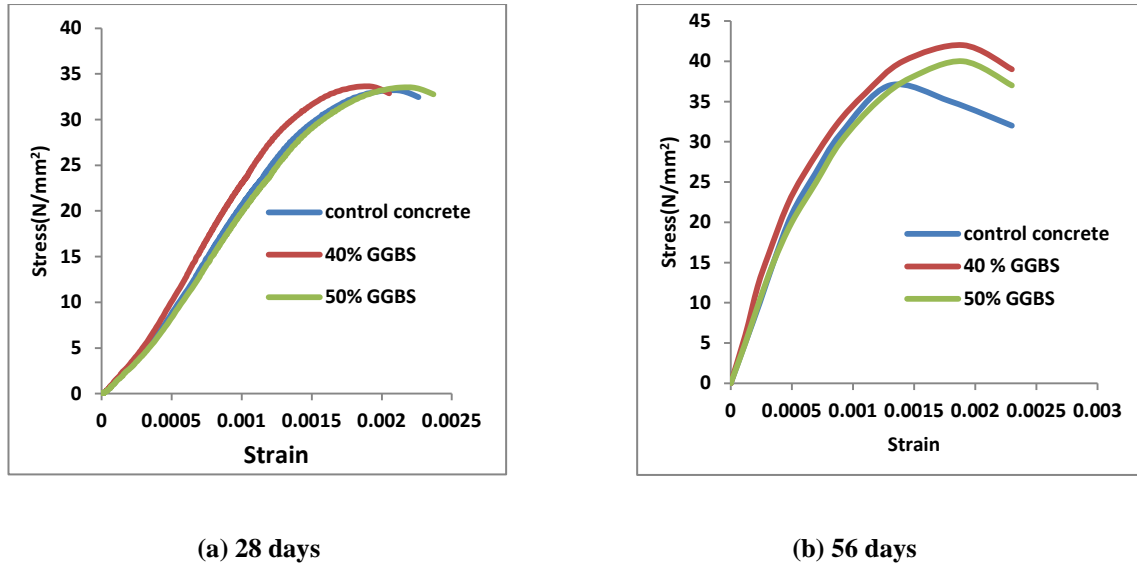 40
35
30
25
20
15
10
5
0
Stress(N/mm²)
control concrete
40% GGBS
50% GGBS
0 0.0005 0.001 0.0015 0.002 0.0025
Strain
(a) 28 days
45
40
35
30
25
20
15
10
5
0
Stress(N/mm²)
control concrete
40 % GGBS
50% GGBS
0 0.0005 0.001 0.0015 0.002 0.0025 0.003
Strain
(b) 56 days